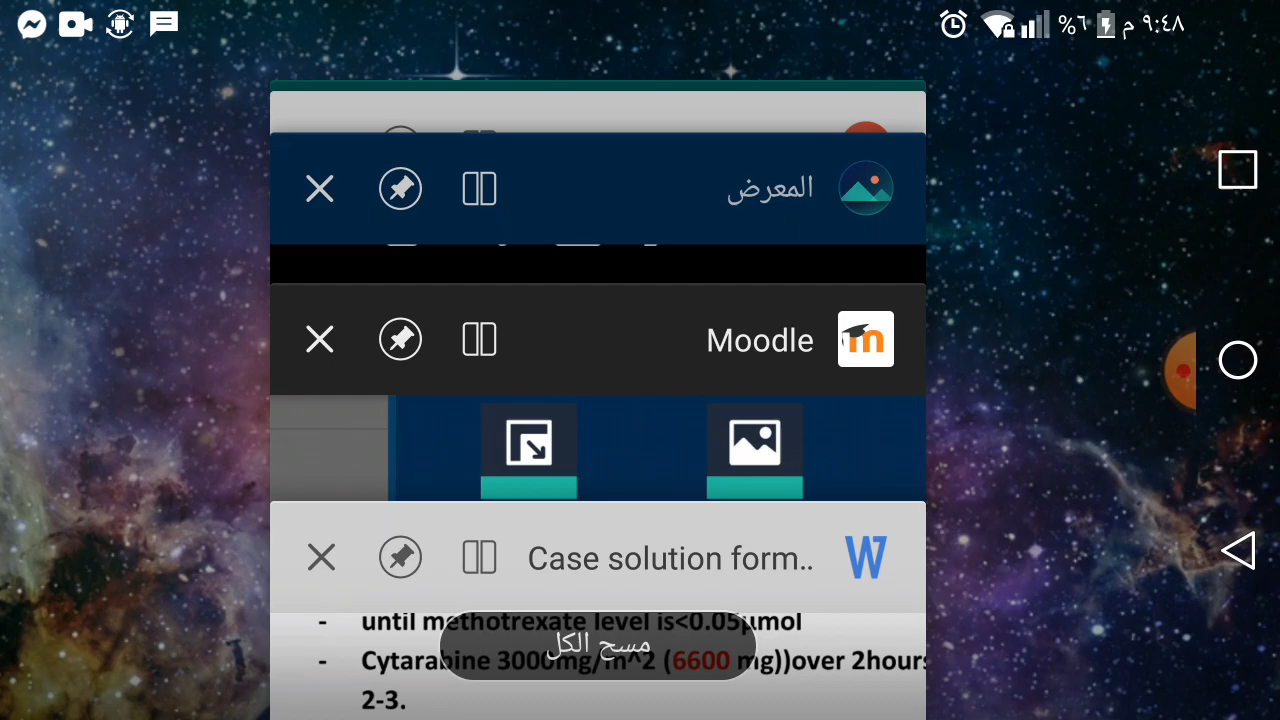 %٦ م ٩:٤٨
المعرض
Moodle
Case solution form..
- until methotrexate level is<0.05µmol
- Cytarabine 3000mg/m^2 (6600 mg))over 2hours
2-3.
مسح الكل